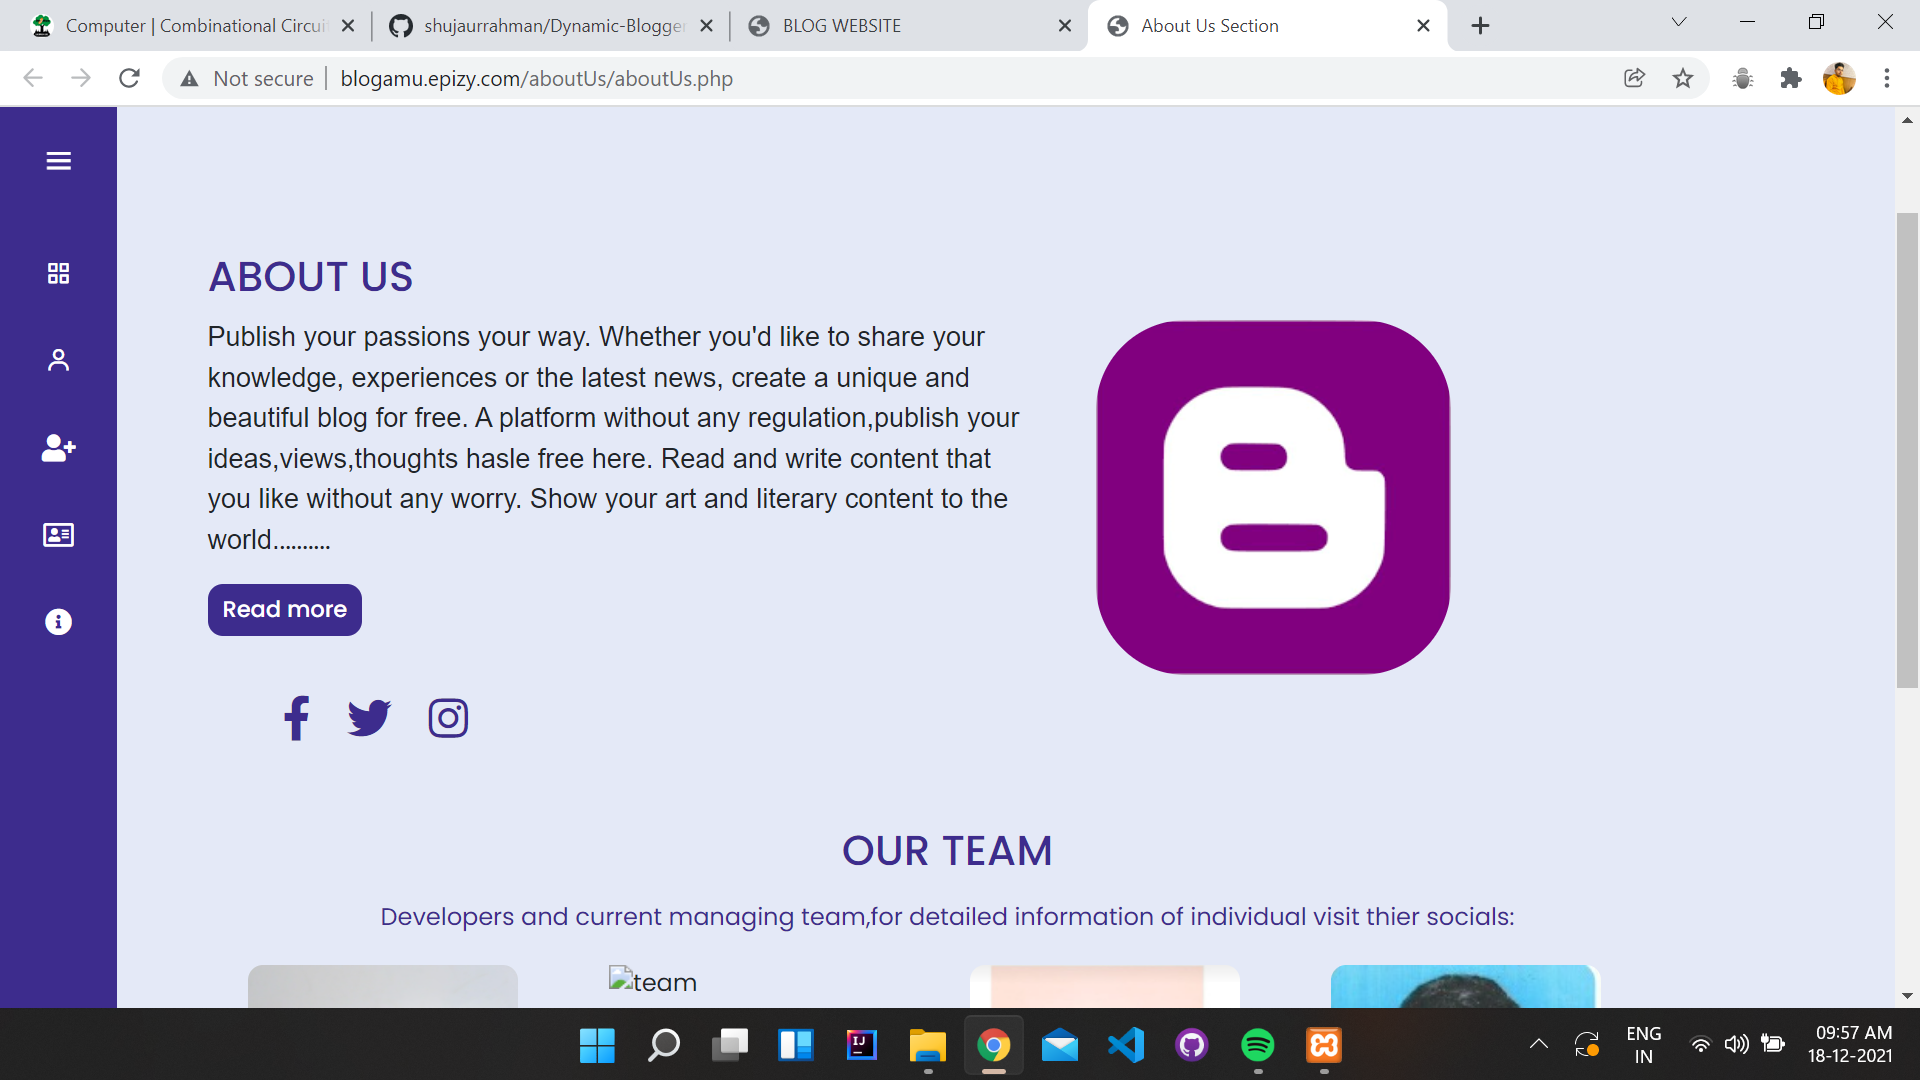 Computer | Combinational Circui
shujaurrahman/Dynamic-Blogger
BLOG WEBSITE
About Us Section
Not secure
blogamu.epizy.com/aboutUs/aboutUs.php
ABOUT US
Publish your passions your way. Whether you'd like to share your
knowledge, experiences or the latest news, create a unique and
beautiful blog for free. A platform without any regulation,publish your
ideas,views,thoughts hasle free here. Read and write content that
you like without any worry. Show your art and literary content to the
world..........
Read more
OUR TEAM
Developers and current managing team,for detailed information of individual visit thier socials:
team
IJ
ENG
IN
09:57 AM
18-12-2021